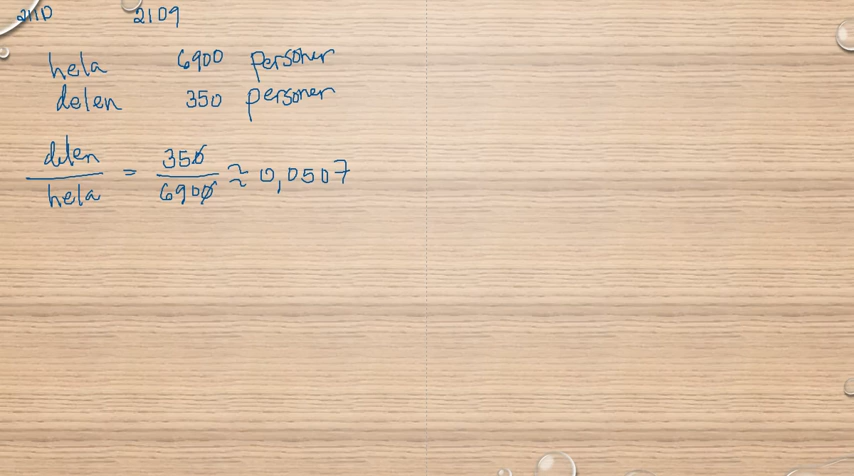 2110 2109
hela 6900 personer
delen 350 personer
delen / hela = 350 / 6900 ≈ 0,0507